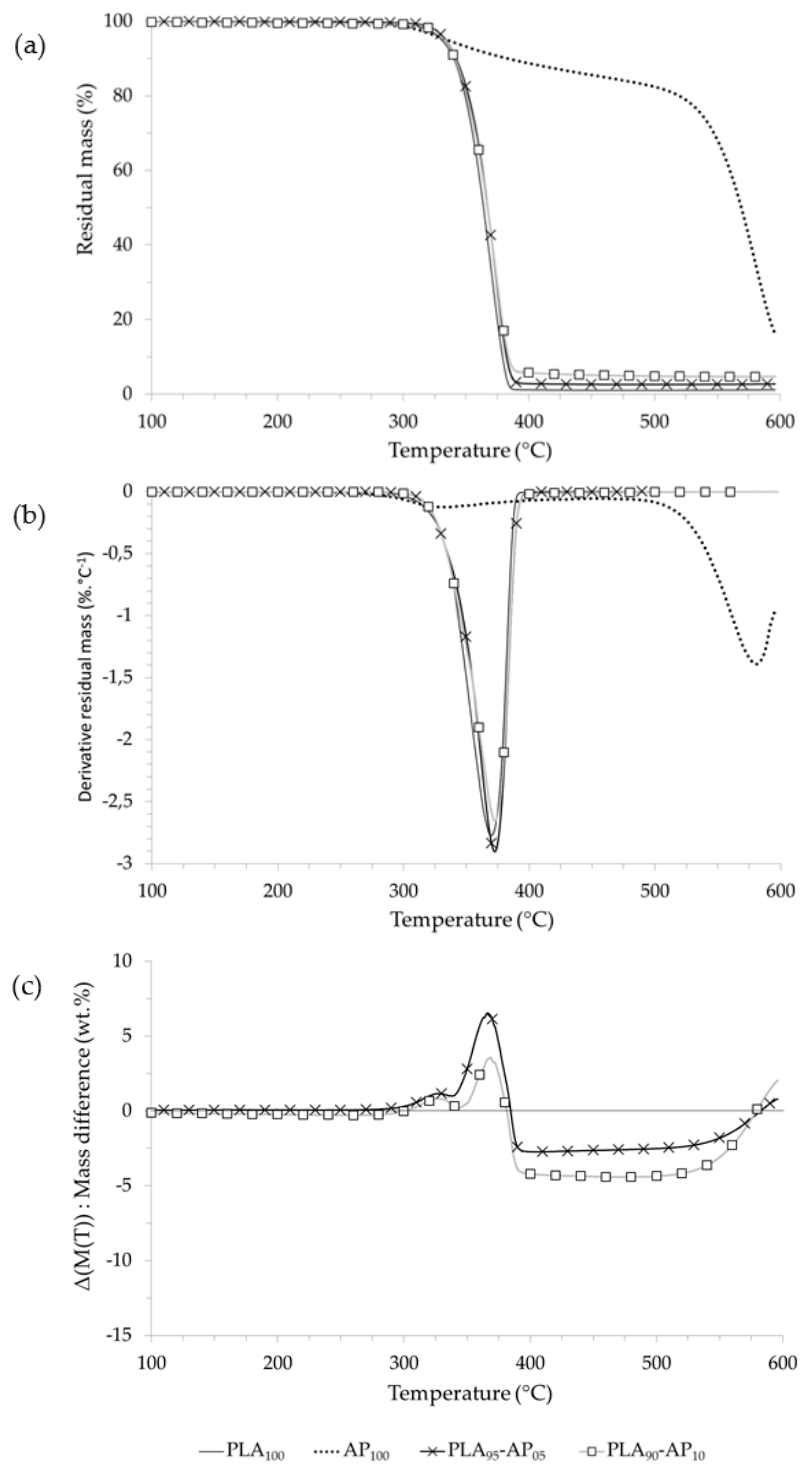 (a)
Residual mass (%)
100
80
60
40
20
0
100 200 300 400 500 600
Temperature (°C)
(b)
Derivative residual mass (%.°C⁻¹)
0
-0,5
-1
-1,5
-2
-2,5
-3
100 200 300 400 500 600
Temperature (°C)
(c)
Δ(M(T)) : Mass difference (wt.%)
10
5
0
-5
-10
-15
100 200 300 400 500 600
Temperature (°C)
PLA₁₀₀ AP₁₀₀ PLA₉₅-AP₀₅ PLA₉₀-AP₁₀